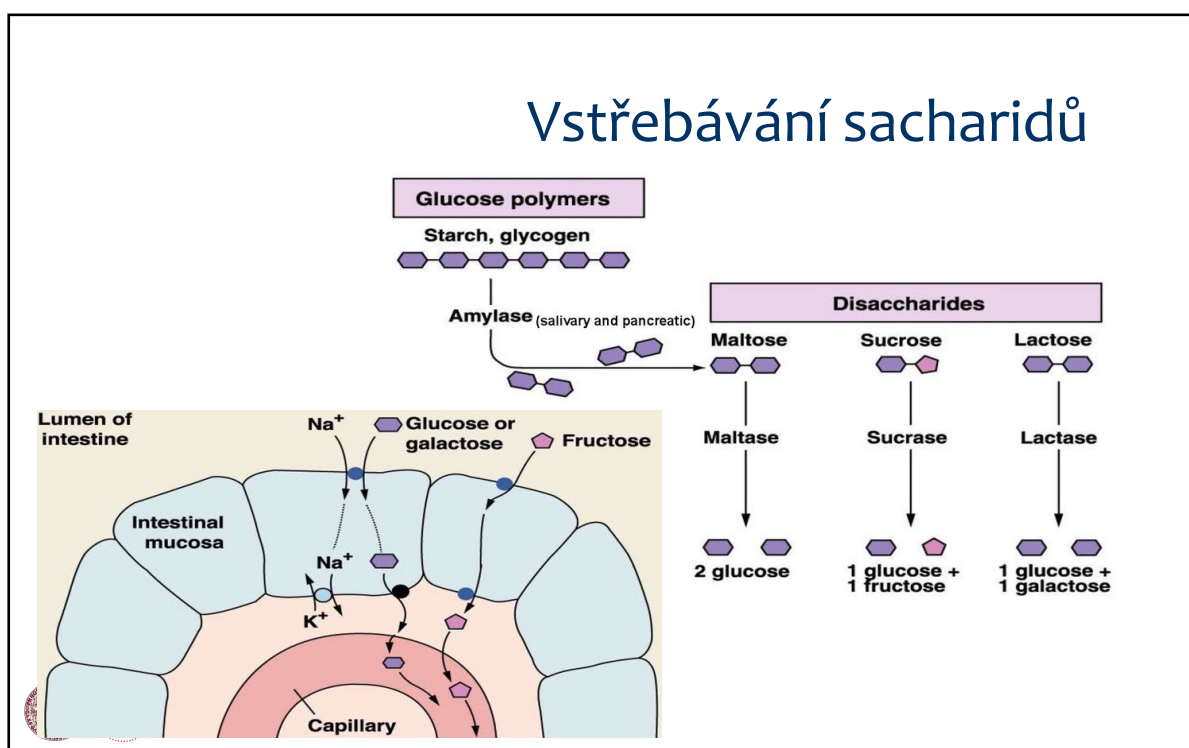 Vstřebávání sacharidů
Glucose polymers
Starch, glycogen
Amylase (salivary and pancreatic)
Disaccharides
Maltose
Sucrose
Lactose
Maltase
Sucrase
Lactase
2 glucose
1 glucose +
1 fructose
1 glucose +
1 galactose
Lumen of
intestine
Na+
Glucose or
galactose
Fructose
Intestinal
mucosa
Na+
K+
Capillary